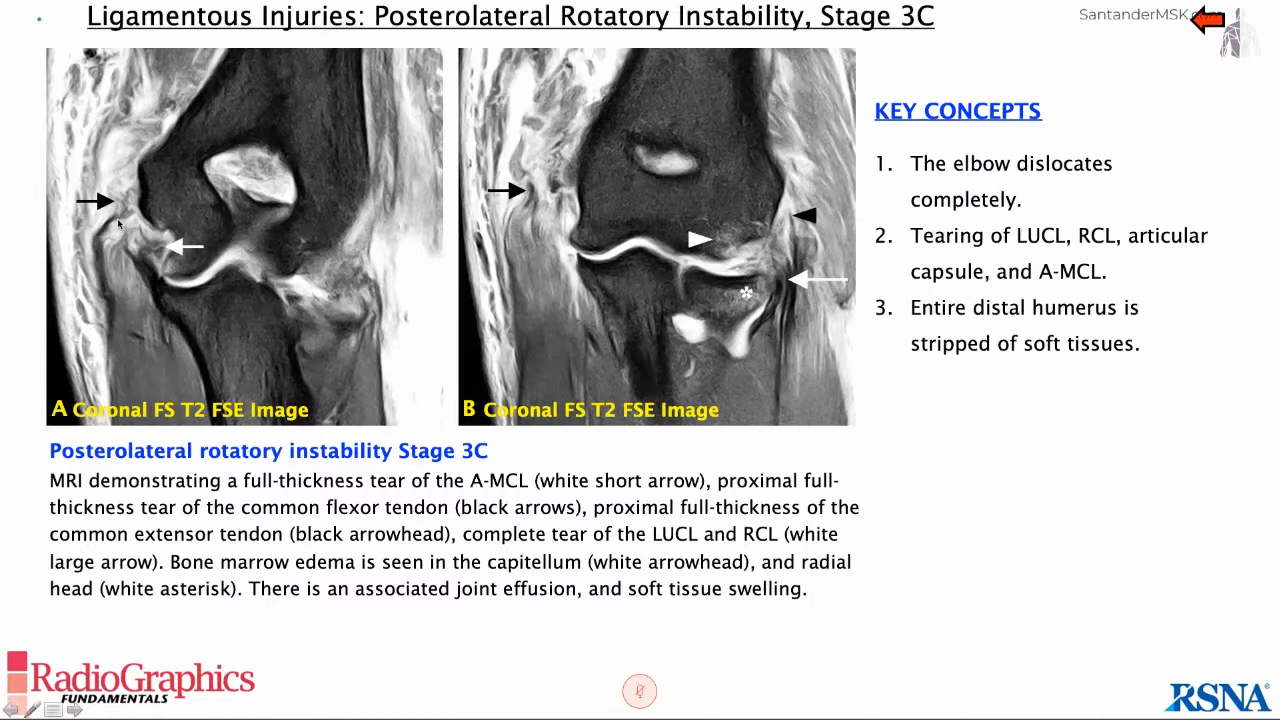 Ligamentous Injuries: Posterolateral Rotatory Instability, Stage 3C
SantanderMSK.com
A Coronal FS T2 FSE Image
B Coronal FS T2 FSE Image
KEY CONCEPTS
1. The elbow dislocates
completely.
2. Tearing of LUCL, RCL, articular
capsule, and A-MCL.
3. Entire distal humerus is
stripped of soft tissues.
Posterolateral rotatory instability Stage 3C
MRI demonstrating a full-thickness tear of the A-MCL (white short arrow), proximal full-
thickness tear of the common flexor tendon (black arrows), proximal full-thickness of the
common extensor tendon (black arrowhead), complete tear of the LUCL and RCL (white
large arrow). Bone marrow edema is seen in the capitellum (white arrowhead), and radial
head (white asterisk). There is an associated joint effusion, and soft tissue swelling.
RadioGraphics
FUNDAMENTALS
RSNA®